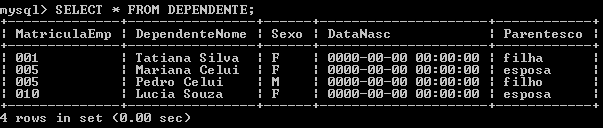 mysql> SELECT * FROM DEPENDENTE;
+--------------+----------------+------+---------------------+------------+
| MatriculaEmp | DependenteNome | Sexo | DataNasc            | Parentesco |
+--------------+----------------+------+---------------------+------------+
| 001          | Tatiana Silva  | F    | 0000-00-00 00:00:00 | filha      |
| 005          | Mariana Celui  | F    | 0000-00-00 00:00:00 | esposa     |
| 005          | Pedro Celui    | M    | 0000-00-00 00:00:00 | filho      |
| 010          | Lucia Souza    | F    | 0000-00-00 00:00:00 | esposa     |
+--------------+----------------+------+---------------------+------------+
4 rows in set (0.00 sec)